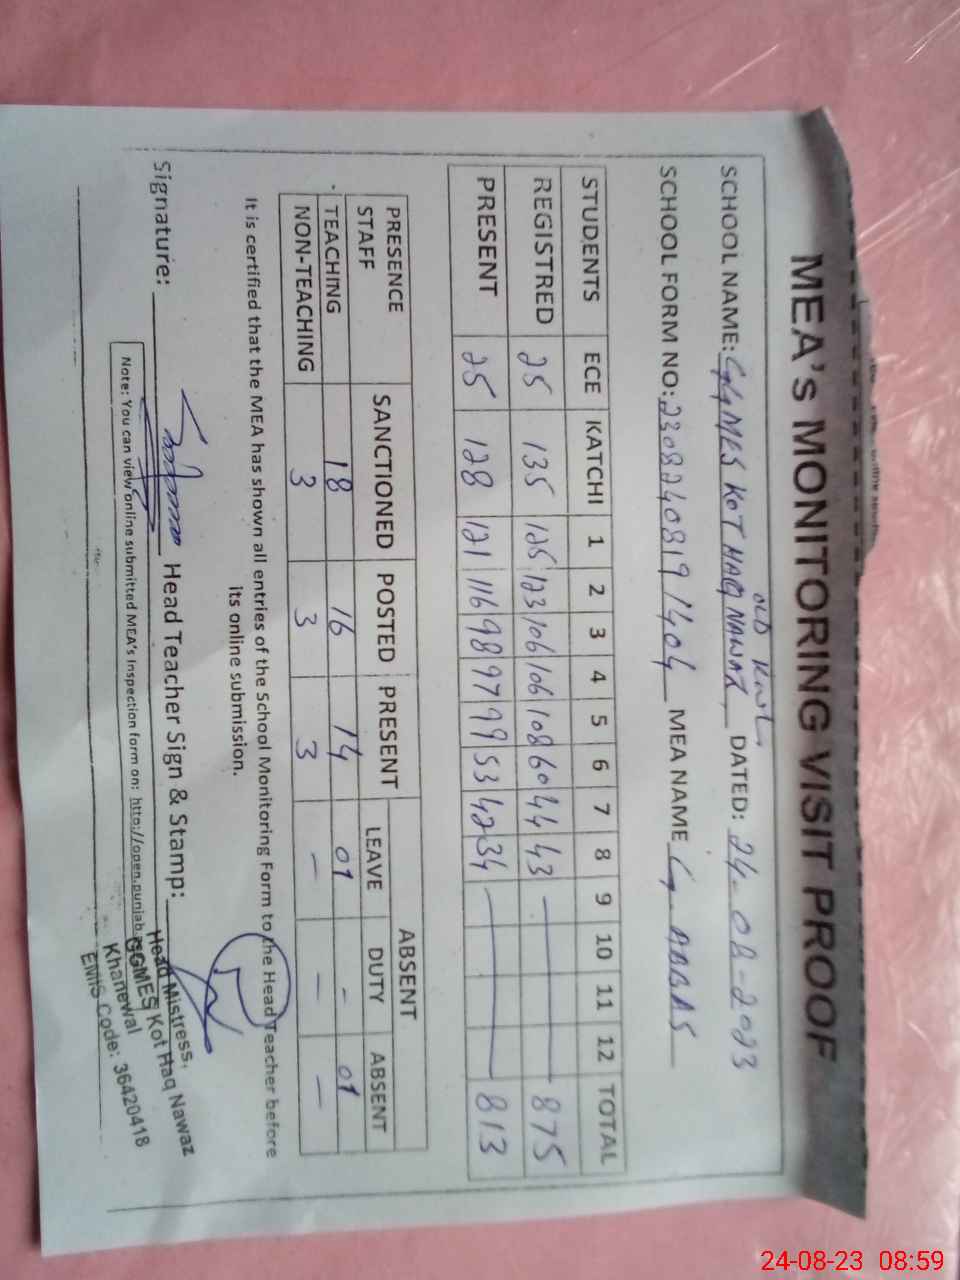 MEA's MONITORING VISIT PROOF
OLD KWL
SCHOOL NAME: GGMES KOT HAQ NAWAZ, DATED: 24-08-2023
SCHOOL FORM NO: 23082408191404 MEA NAME G. ABBAS
STUDENTS ECE KATCHI 1 2 3 4 5 6 7 8 9 10 11 12 TOTAL
REGISTRED 25 135 125 123 106 106 108 60 44 43 — 875
PRESENT 25 128 121 116 98 97 99 53 42 34 — 813
PRESENCE STAFF SANCTIONED POSTED PRESENT ABSENT
LEAVE DUTY ABSENT
TEACHING 18 16 14 01 - 01
NON-TEACHING 3 3 3 — — —
It is certified that the MEA has shown all entries of the School Monitoring Form to the Head Teacher before
its online submission.
Signature: Head Teacher Sign & Stamp:
Note: You can view online submitted MEA's Inspection form on: http://open.punjab
Head Mistress,
GGMES Kot Haq Nawaz
Khanewal
EMIS Code: 36420418
24-08-23 08:59